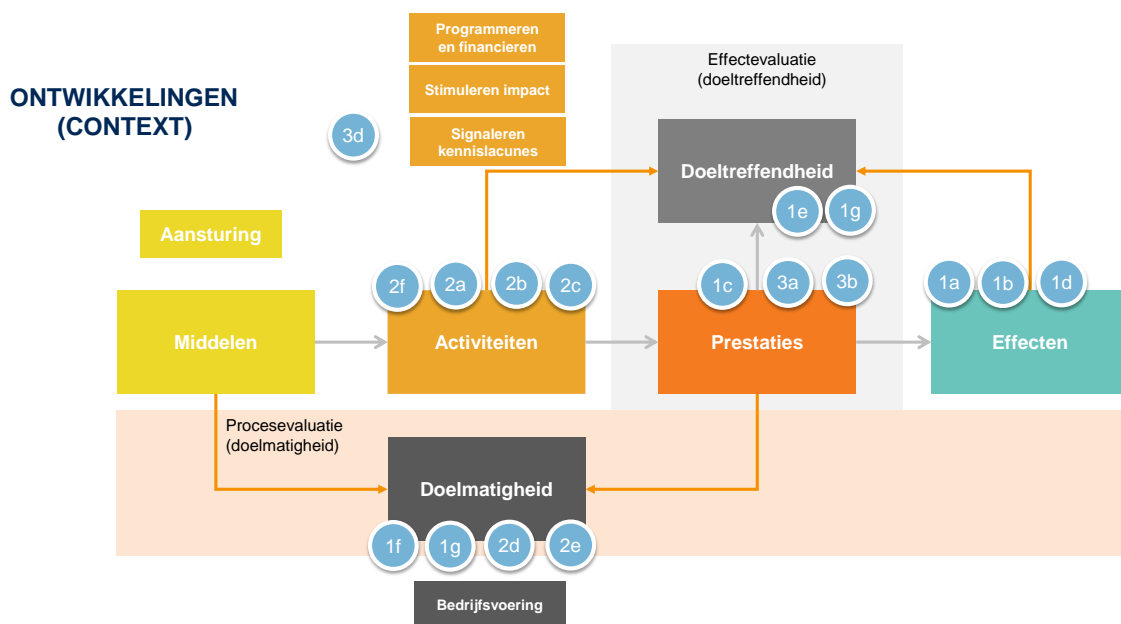 Programmeren
en financieren
Effectevaluatie
(doeltreffendheid)
ONTWIKKELINGEN
(CONTEXT)
Stimuleren impact
3d
Signaleren
kennislacunes
Doeltreffendheid
1e
1g
Aansturing
2f
2a
2b
2c
1c
3a
3b
1a
1b
1d
Middelen
Activiteiten
Prestaties
Effecten
Procesevaluatie
(doelmatigheid)
Doelmatigheid
1f
1g
2d
2e
Bedrijfsvoering